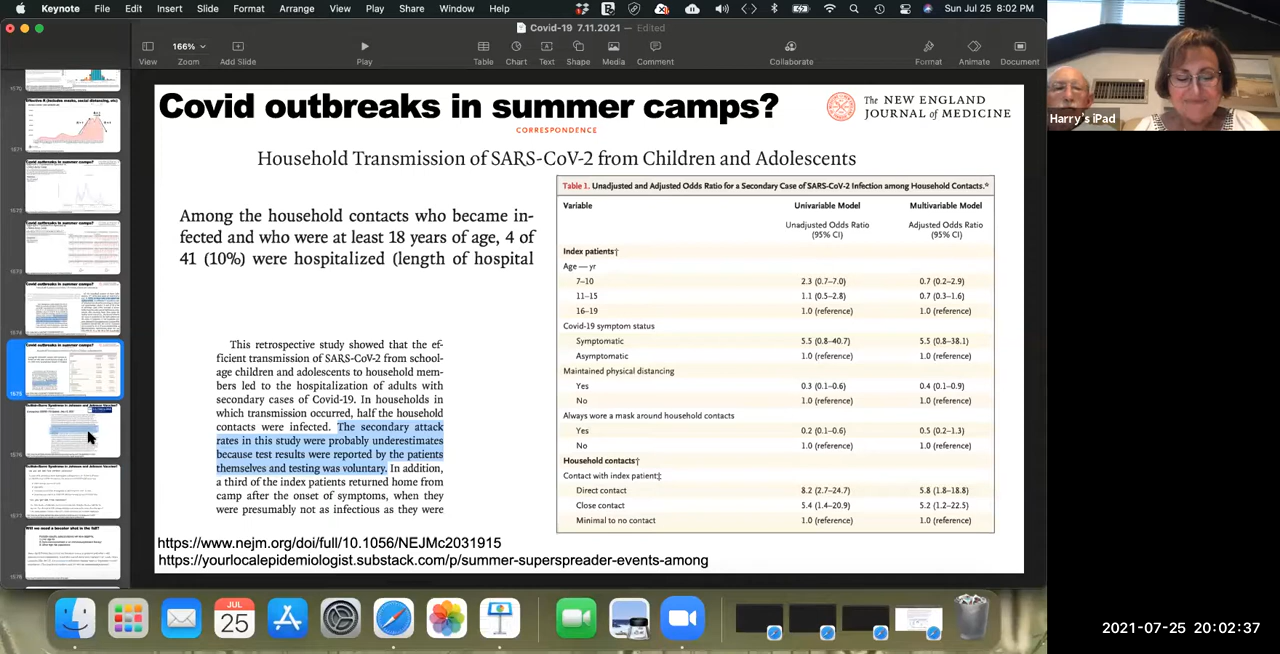 Keynote File Edit Insert Slide Format Arrange View Play Share Window Help Sun Jul 25 8:02 PM
Covid-19 7.11.2021 — Edited
166%
View Zoom Add Slide Play Table Chart Text Shape Media Comment Collaborate Format Animate Document
Covid outbreaks in summer camps?
The NEW ENGLAND
JOURNAL of MEDICINE
CORRESPONDENCE
Household Transmission of SARS-CoV-2 from Children and Adolescents
Among the household contacts who became in-
fected and who were at least 18 years of age, 4 of
41 (10%) were hospitalized (length of hospital
This retrospective study showed that the ef-
ficient transmission of SARS-CoV-2 from school-
age children and adolescents to household mem-
bers led to the hospitalization of adults with
secondary cases of Covid-19. In households in
which transmission occurred, half the household
contacts were infected. The secondary attack
rates in this study were probably underestimates
because test results were reported by the patients
themselves and testing was voluntary. In addition,
a third of the index patients returned home from
camp after the onset of symptoms, when they
were presumably not as infectious as they were
Table 1. Unadjusted and Adjusted Odds Ratio for a Secondary Case of SARS-CoV-2 Infection among Household Contacts.*
Variable Univariable Model Multivariable Model
Unadjusted Odds Ratio Adjusted Odds Ratio
(95% CI) (95% CI)
Index patients†
Age — yr
7–10 2.3 (0.7–7.0) 0.7 (0.2–2.9)
11–15 1.1 (0.5–2.8) 0.7 (0.3–1.6)
16–19 1.0 (reference) 1.0 (reference)
Covid-19 symptom status
Symptomatic 5.5 (0.8–40.7) 5.5 (0.8–38.1)
Asymptomatic 1.0 (reference) 1.0 (reference)
Maintained physical distancing
Yes 0.3 (0.1–0.6) 0.4 (0.1–0.9)
No 1.0 (reference) 1.0 (reference)
Always wore a mask around household contacts
Yes 0.2 (0.1–0.6) 0.5 (0.2–1.3)
No 1.0 (reference) 1.0 (reference)
Household contacts†
Contact with index patient‡
Direct contact 8.2 (2.7–24.7) 5.8 (1.8–18.8)
Close contact 5.4 (1.4–20.9) 5.2 (1.2–22.5)
Minimal to no contact 1.0 (reference) 1.0 (reference)
https://www.nejm.org/doi/full/10.1056/NEJMc2031915
https://yourlocalepidemiologist.substack.com/p/summer-superspreader-events-among
Harry's iPad
JUL
25
2021-07-25 20:02:37